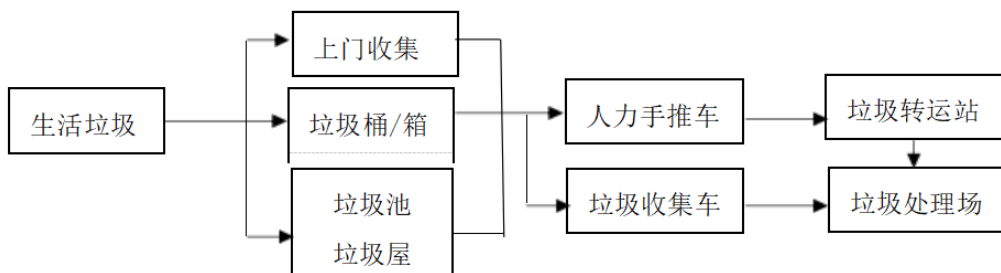 上门收集
生活垃圾
垃圾桶/箱
人力手推车
垃圾转运站
垃圾池
垃圾屋
垃圾收集车
垃圾处理场